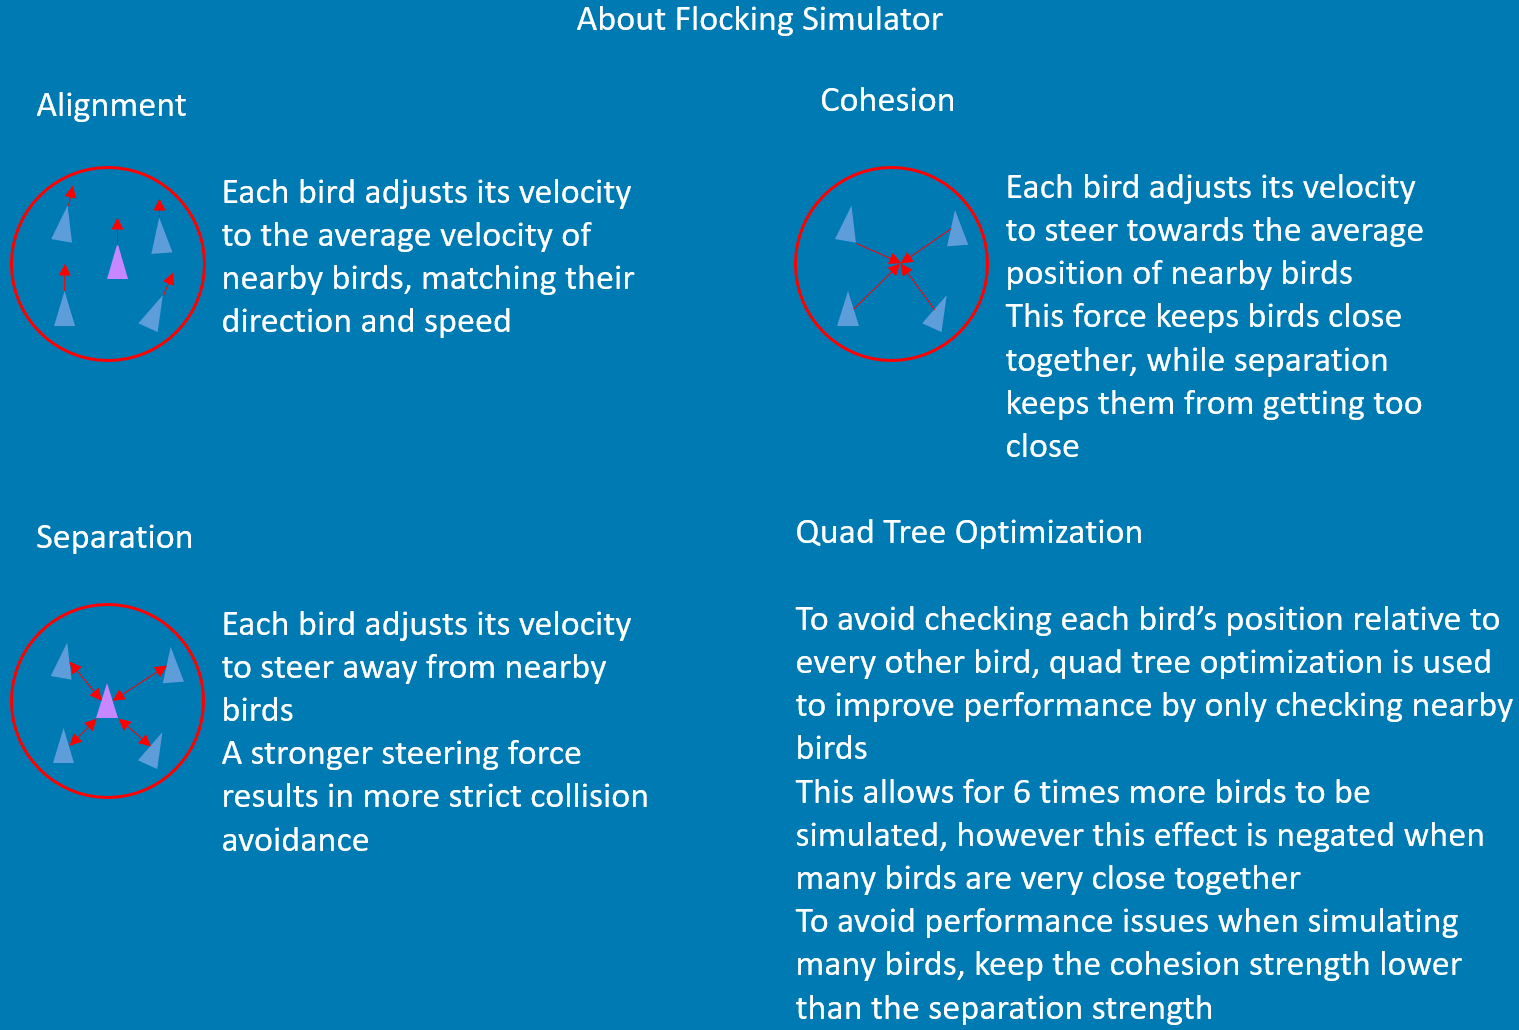 About Flocking Simulator
Alignment
Each bird adjusts its velocity
to the average velocity of
nearby birds, matching their
direction and speed
Cohesion
Each bird adjusts its velocity
to steer towards the average
position of nearby birds
This force keeps birds close
together, while separation
keeps them from getting too
close
Separation
Each bird adjusts its velocity
to steer away from nearby
birds
A stronger steering force
results in more strict collision
avoidance
Quad Tree Optimization
To avoid checking each bird’s position relative to
every other bird, quad tree optimization is used
to improve performance by only checking nearby
birds
This allows for 6 times more birds to be
simulated, however this effect is negated when
many birds are very close together
To avoid performance issues when simulating
many birds, keep the cohesion strength lower
than the separation strength